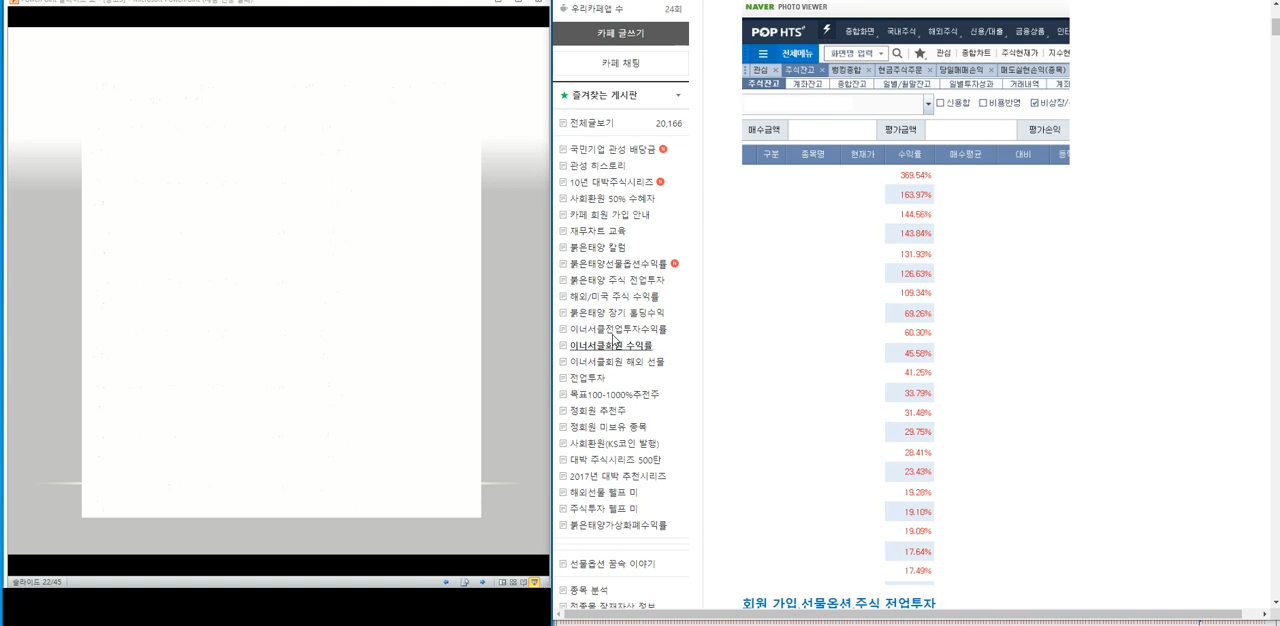 슬라이드 22/45
우리카페앱 수 24회
카페 글쓰기
카페 채팅
즐겨찾는 게시판
전체글보기 20,166
국민기업 관성 배당금
관성 히스토리
10년 대박주식시리즈
사회환원 50% 수혜자
카페 회원 가입 안내
재무차트 교육
붉은태양 칼럼
붉은태양선물옵션수익률
붉은태양 주식 전업투자
해외/미국 주식 수익률
붉은태양 장기 홀딩수익
이너서클전업투자수익률
이너서클회원 수익률
이너서클회원 해외 선물
전업투자
목표100-1000%추천주
정회원 추천주
정회원 미보유 종목
사회환원(KS코인 발행)
대박 주식시리즈 500탄
2017년 대박 추천시리즈
해외선물 헬프 미
주식투자 헬프 미
붉은태양가상화폐수익률
선물옵션 꿈속 이야기
종목 분석
전종목 잠재자산 정보
NAVER PHOTO VIEWER
POP HTS 종합화면 국내주식 해외주식 신용/대출 금융상품 인터
전체메뉴 화면명 입력 관심 종합차트 주식현재가 지수현
관심 주식잔고 뱅킹종합 현금주식주문 당일매매손익 매도실현손익(종목)
주식잔고 계좌잔고 종합잔고 일별/월말잔고 일별투자성과 거래내역 계좌
신용합 비용반영 비상장/
매수금액 평가금액 평가손익
구분 종목명 현재가 수익률 매수평균 대비
369.54%
163.97%
144.56%
143.84%
131.93%
126.63%
109.34%
69.26%
60.30%
45.58%
41.25%
33.79%
31.48%
29.75%
28.41%
23.43%
19.28%
19.10%
19.09%
17.64%
17.49%
회원 가입 선물옵션 주식 전업투자